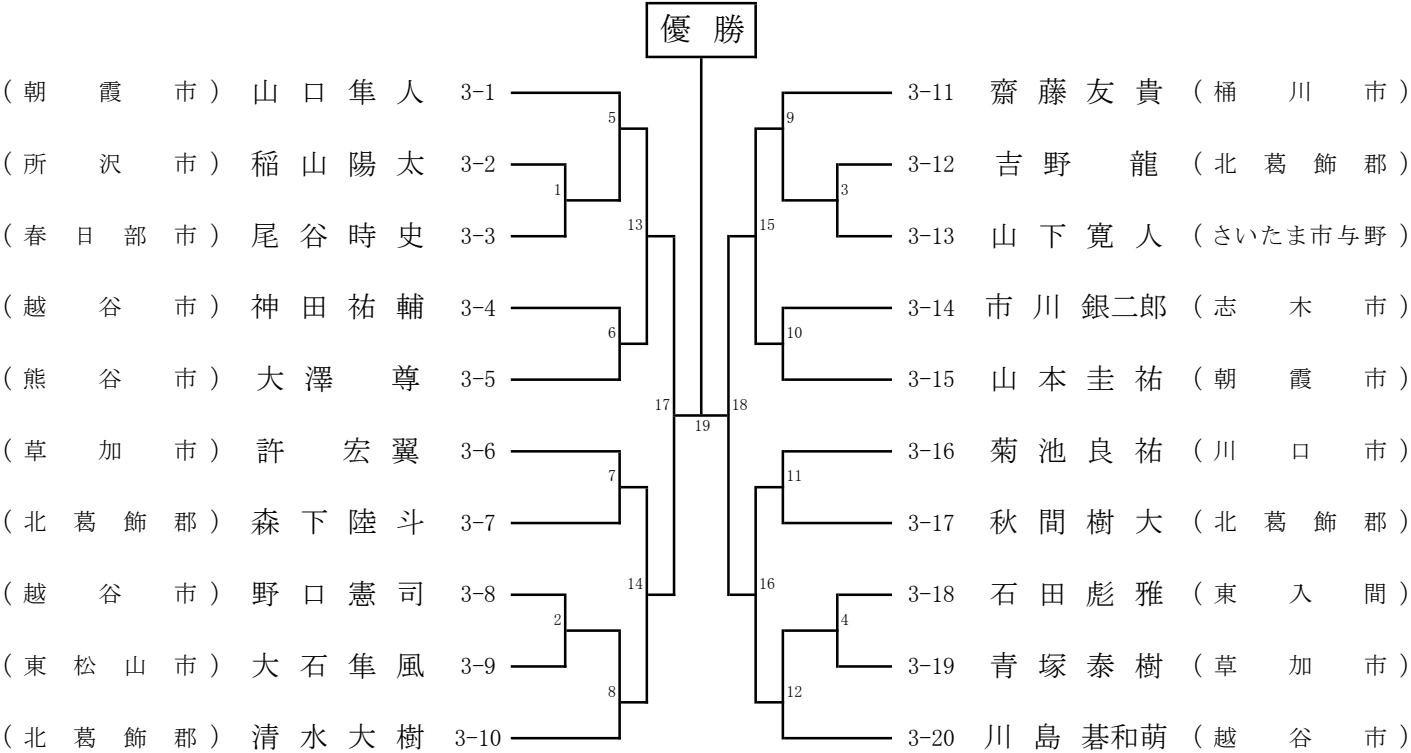 優勝
(朝霞市) 山口隼人 3-1
(所沢市) 稲山陽太 3-2
(春日部市) 尾谷時史 3-3
(越谷市) 神田祐輔 3-4
(熊谷市) 大澤尊 3-5
(草加市) 許宏翼 3-6
(北葛飾郡) 森下陸斗 3-7
(越谷市) 野口憲司 3-8
(東松山市) 大石隼風 3-9
(北葛飾郡) 清水大樹 3-10
5
1
13
6
17
7
14
2
8
19
9
3
15
10
18
11
16
4
12
3-11 齋藤友貴 (桶川市)
3-12 吉野龍 (北葛飾郡)
3-13 山下寛人 (さいたま市与野)
3-14 市川銀二郎 (志木市)
3-15 山本圭祐 (朝霞市)
3-16 菊池良祐 (川口市)
3-17 秋間樹大 (北葛飾郡)
3-18 石田彪雅 (東入間)
3-19 青塚泰樹 (草加市)
3-20 川島碁和萌 (越谷市)